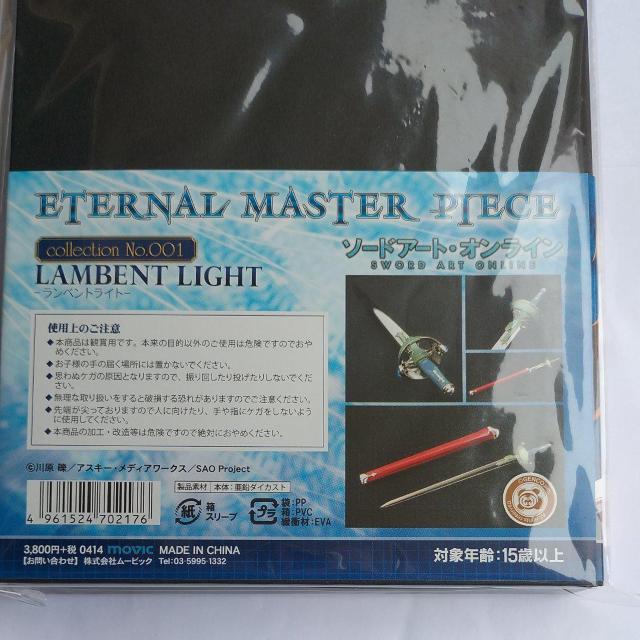 ETERNAL MASTER PIECE
collection No.001
LAMBENT LIGHT
-ランベントライト-
ソードアート・オンライン
SWORD ART ONLINE
使用上のご注意
◆本商品は観賞用です。本来の目的以外のご使用は危険ですのでおや
めください。
◆お子様の手の届く場所には置かないでください。
◆思わぬケガの原因となりますので、振り回したり投げたりしないでくだ
さい。
◆無理な取り扱いをすると破損する恐れがありますのでご注意ください。
◆先端が尖っておりますので人に向けたり、手や指にケガをしないよう
に使用してください。
◆本商品の加工・改造等は危険ですので絶対におやめください。
©川原 礫／アスキー・メディアワークス／SAO Project
製品素材 本体：亜鉛ダイカスト
4 961524 702176
紙 箱
スリーブ
プラ
袋：PP
箱：PVC
緩衝材：EVA
©GENCO
3,800円+税 0414 movic MADE IN CHINA
【お問い合わせ】 株式会社ムービック TEL:03-5995-1332
対象年齢：15歳以上